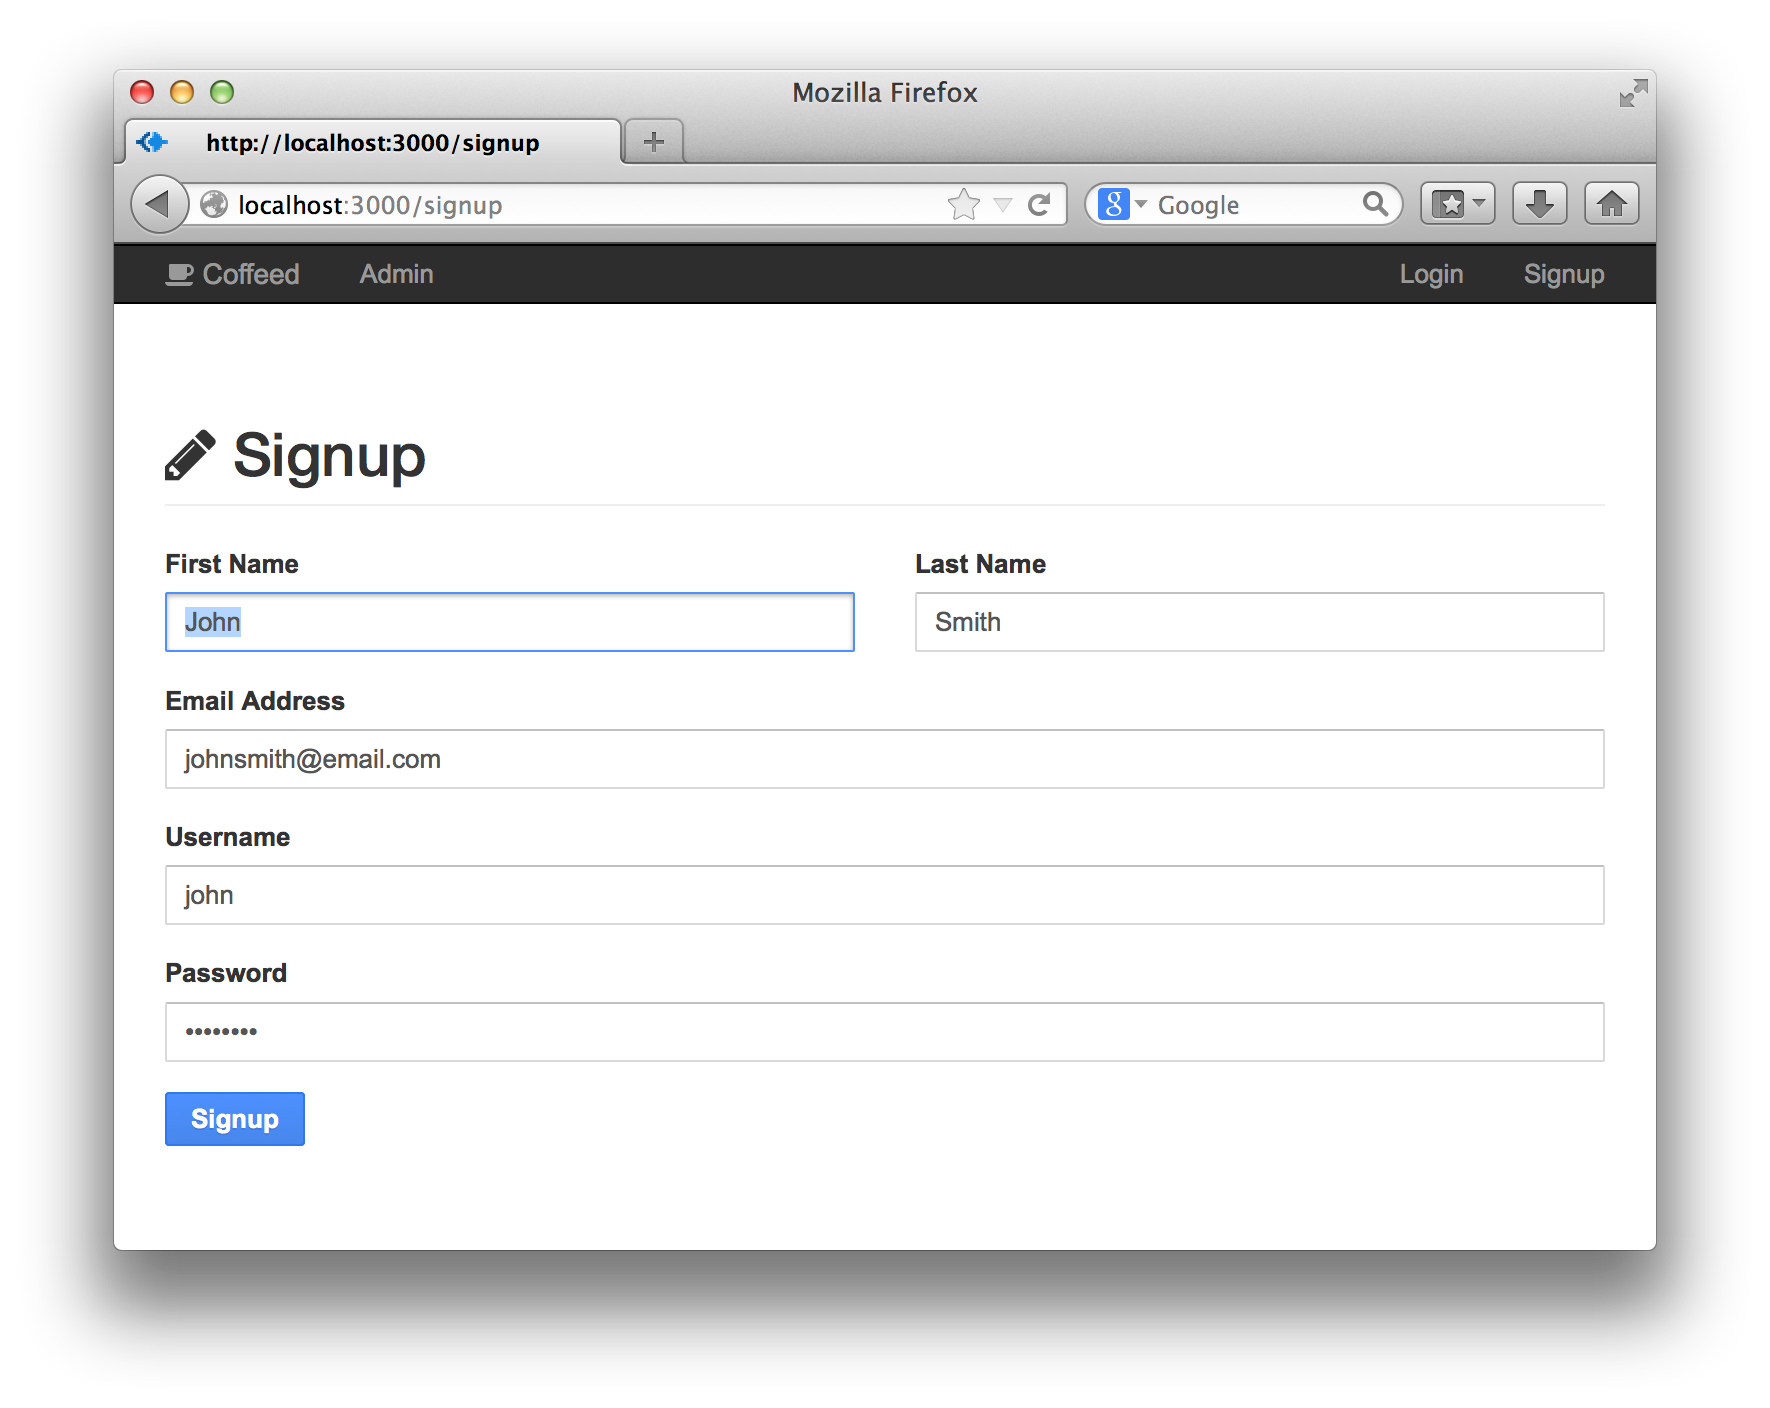 Mozilla Firefox
http://localhost:3000/signup
localhost:3000/signup
g Google
Coffeed Admin Login Signup
Signup
First Name Last Name
John Smith
Email Address
johnsmith@email.com
Username
john
Password
••••••••
Signup